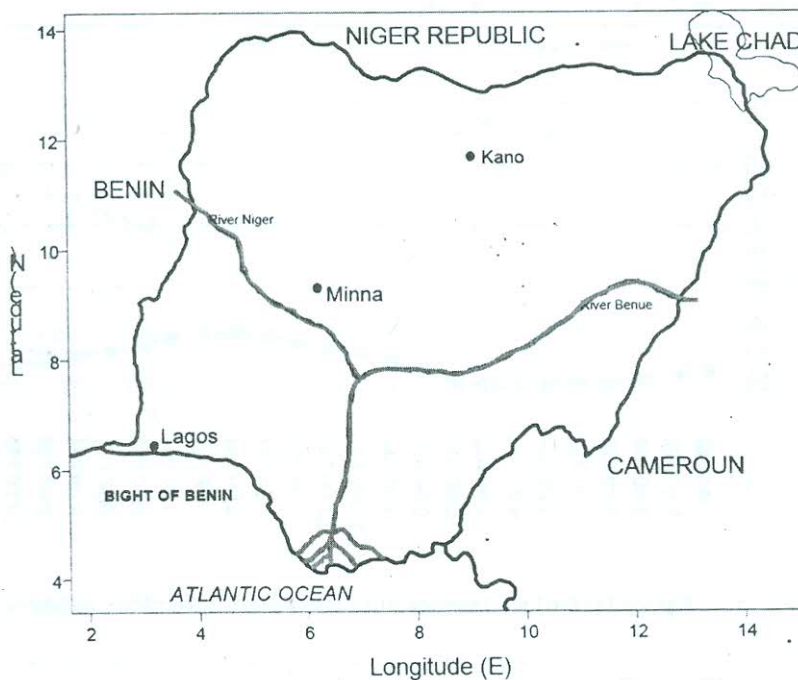 14
NIGER REPUBLIC
LAKE CHAD
12
Kano
BENIN
River Niger
10
Minna
River Benue
8
Lagos
6
CAMEROUN
BIGHT OF BENIN
4
ATLANTIC OCEAN
2 4 6 8 10 12 14
Longitude (E)